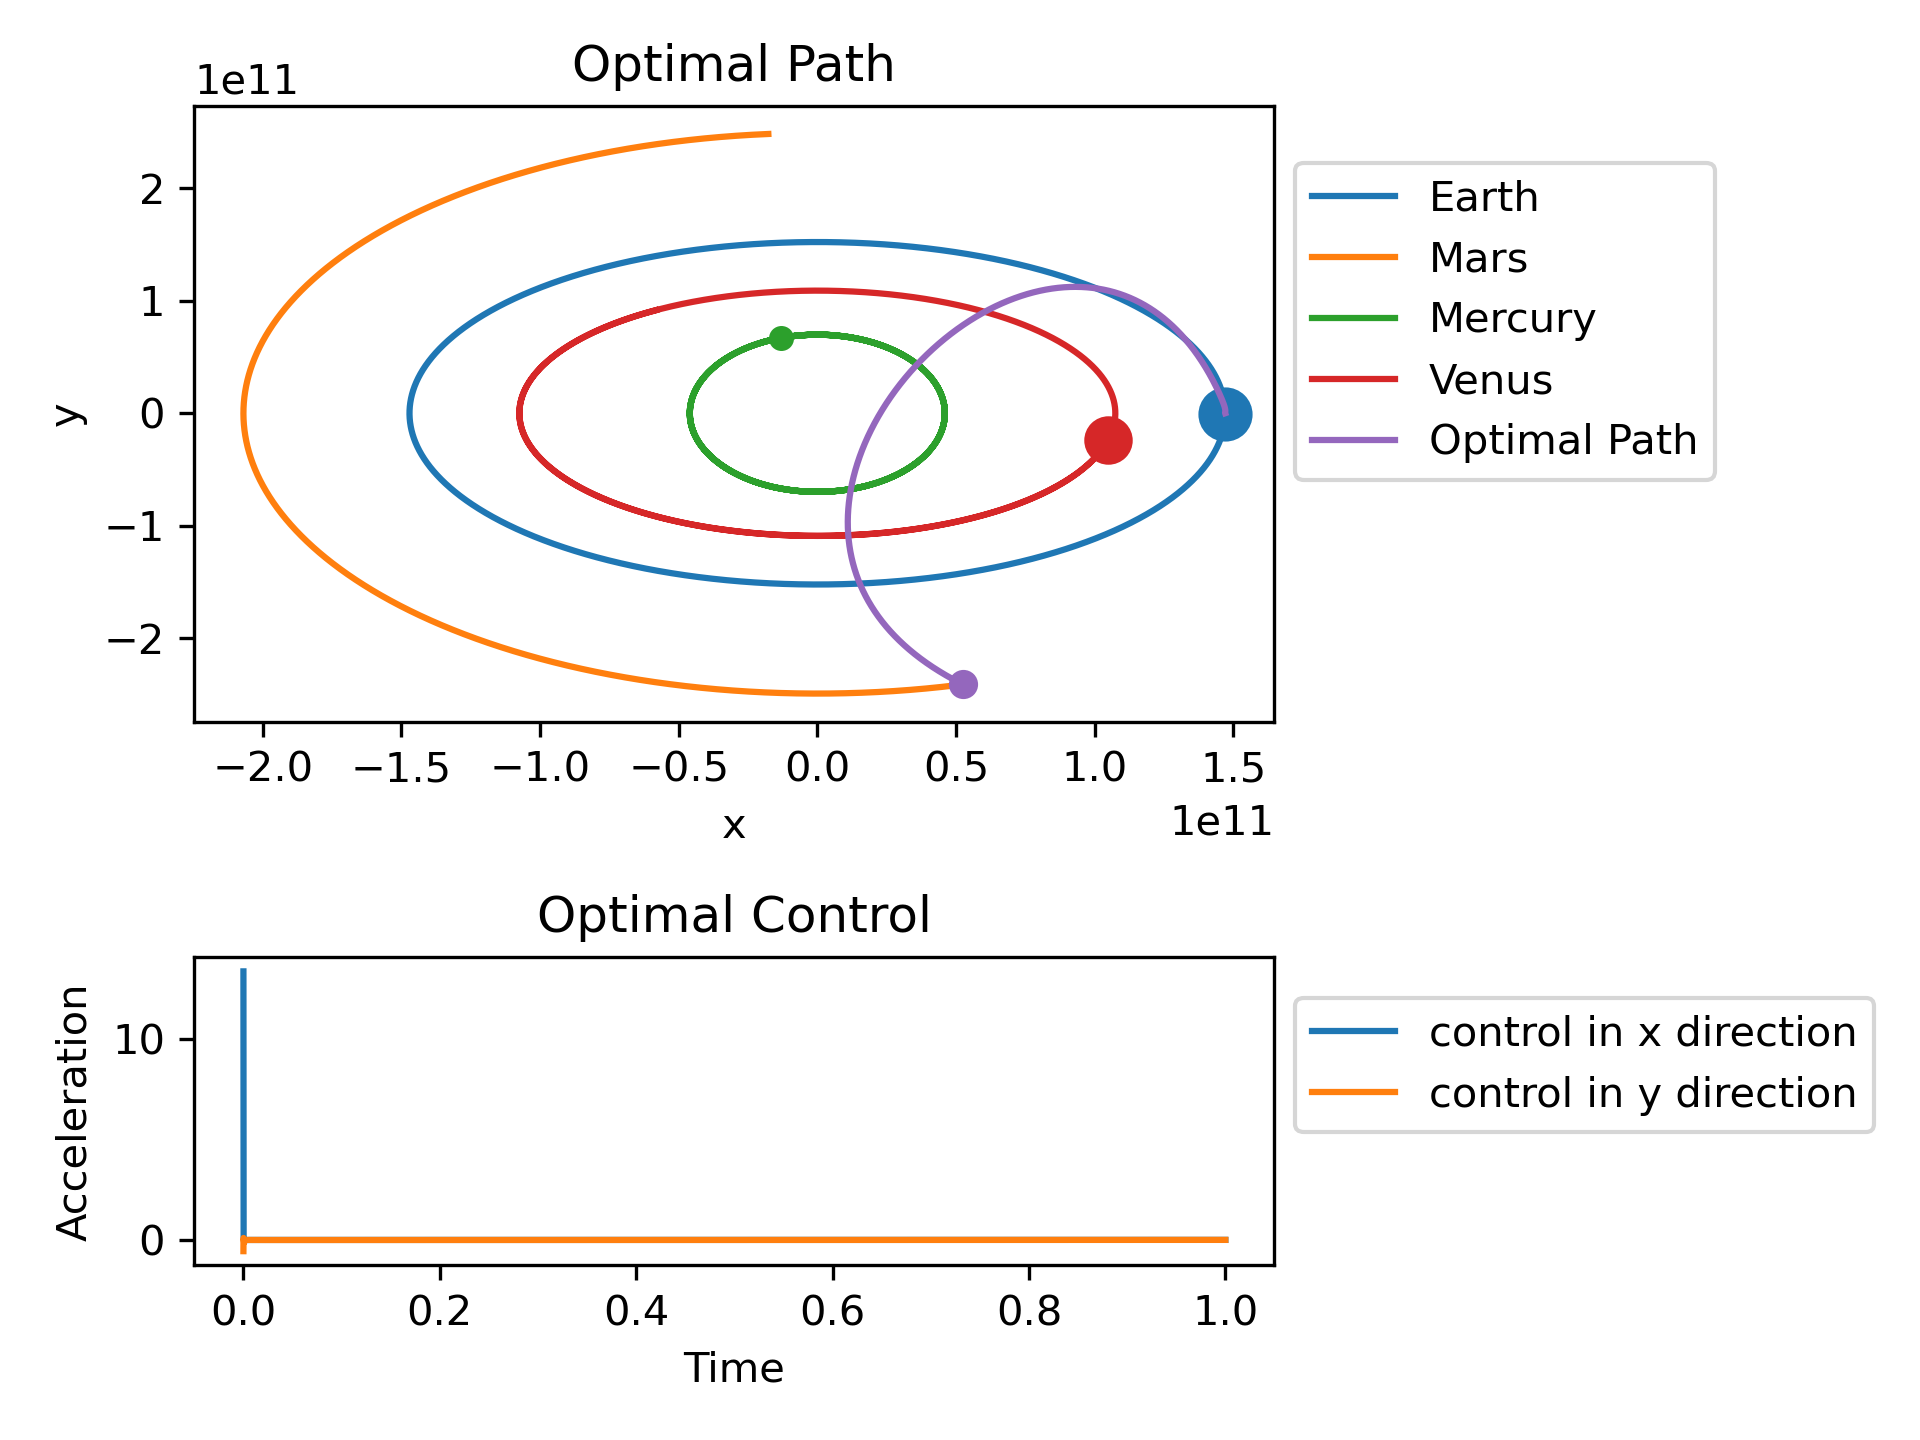 Optimal Path
1e11
2
1
0
−1
−2
y
−2.0 −1.5 −1.0 −0.5 0.0 0.5 1.0 1.5
1e11
x
Earth
Mars
Mercury
Venus
Optimal Path
Optimal Control
10
0
Acceleration
0.0 0.2 0.4 0.6 0.8 1.0
Time
control in x direction
control in y direction